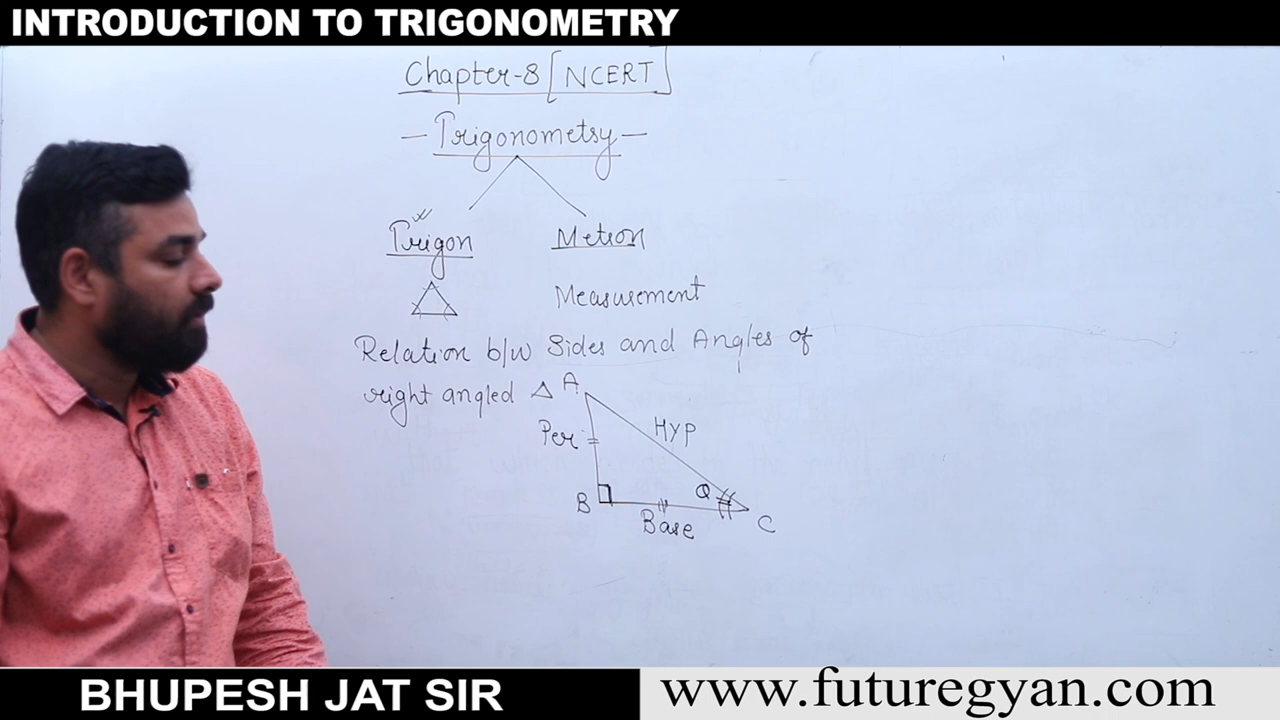 INTRODUCTION TO TRIGONOMETRY
Chapter-8 [NCERT]
- Trigonometry -
Trigon Metron
Measurement
Relation b/w Sides and Angles of
right angled △
A
Per
Hyp
B
Q
Base
C
BHUPESH JAT SIR
www.futuregyan.com